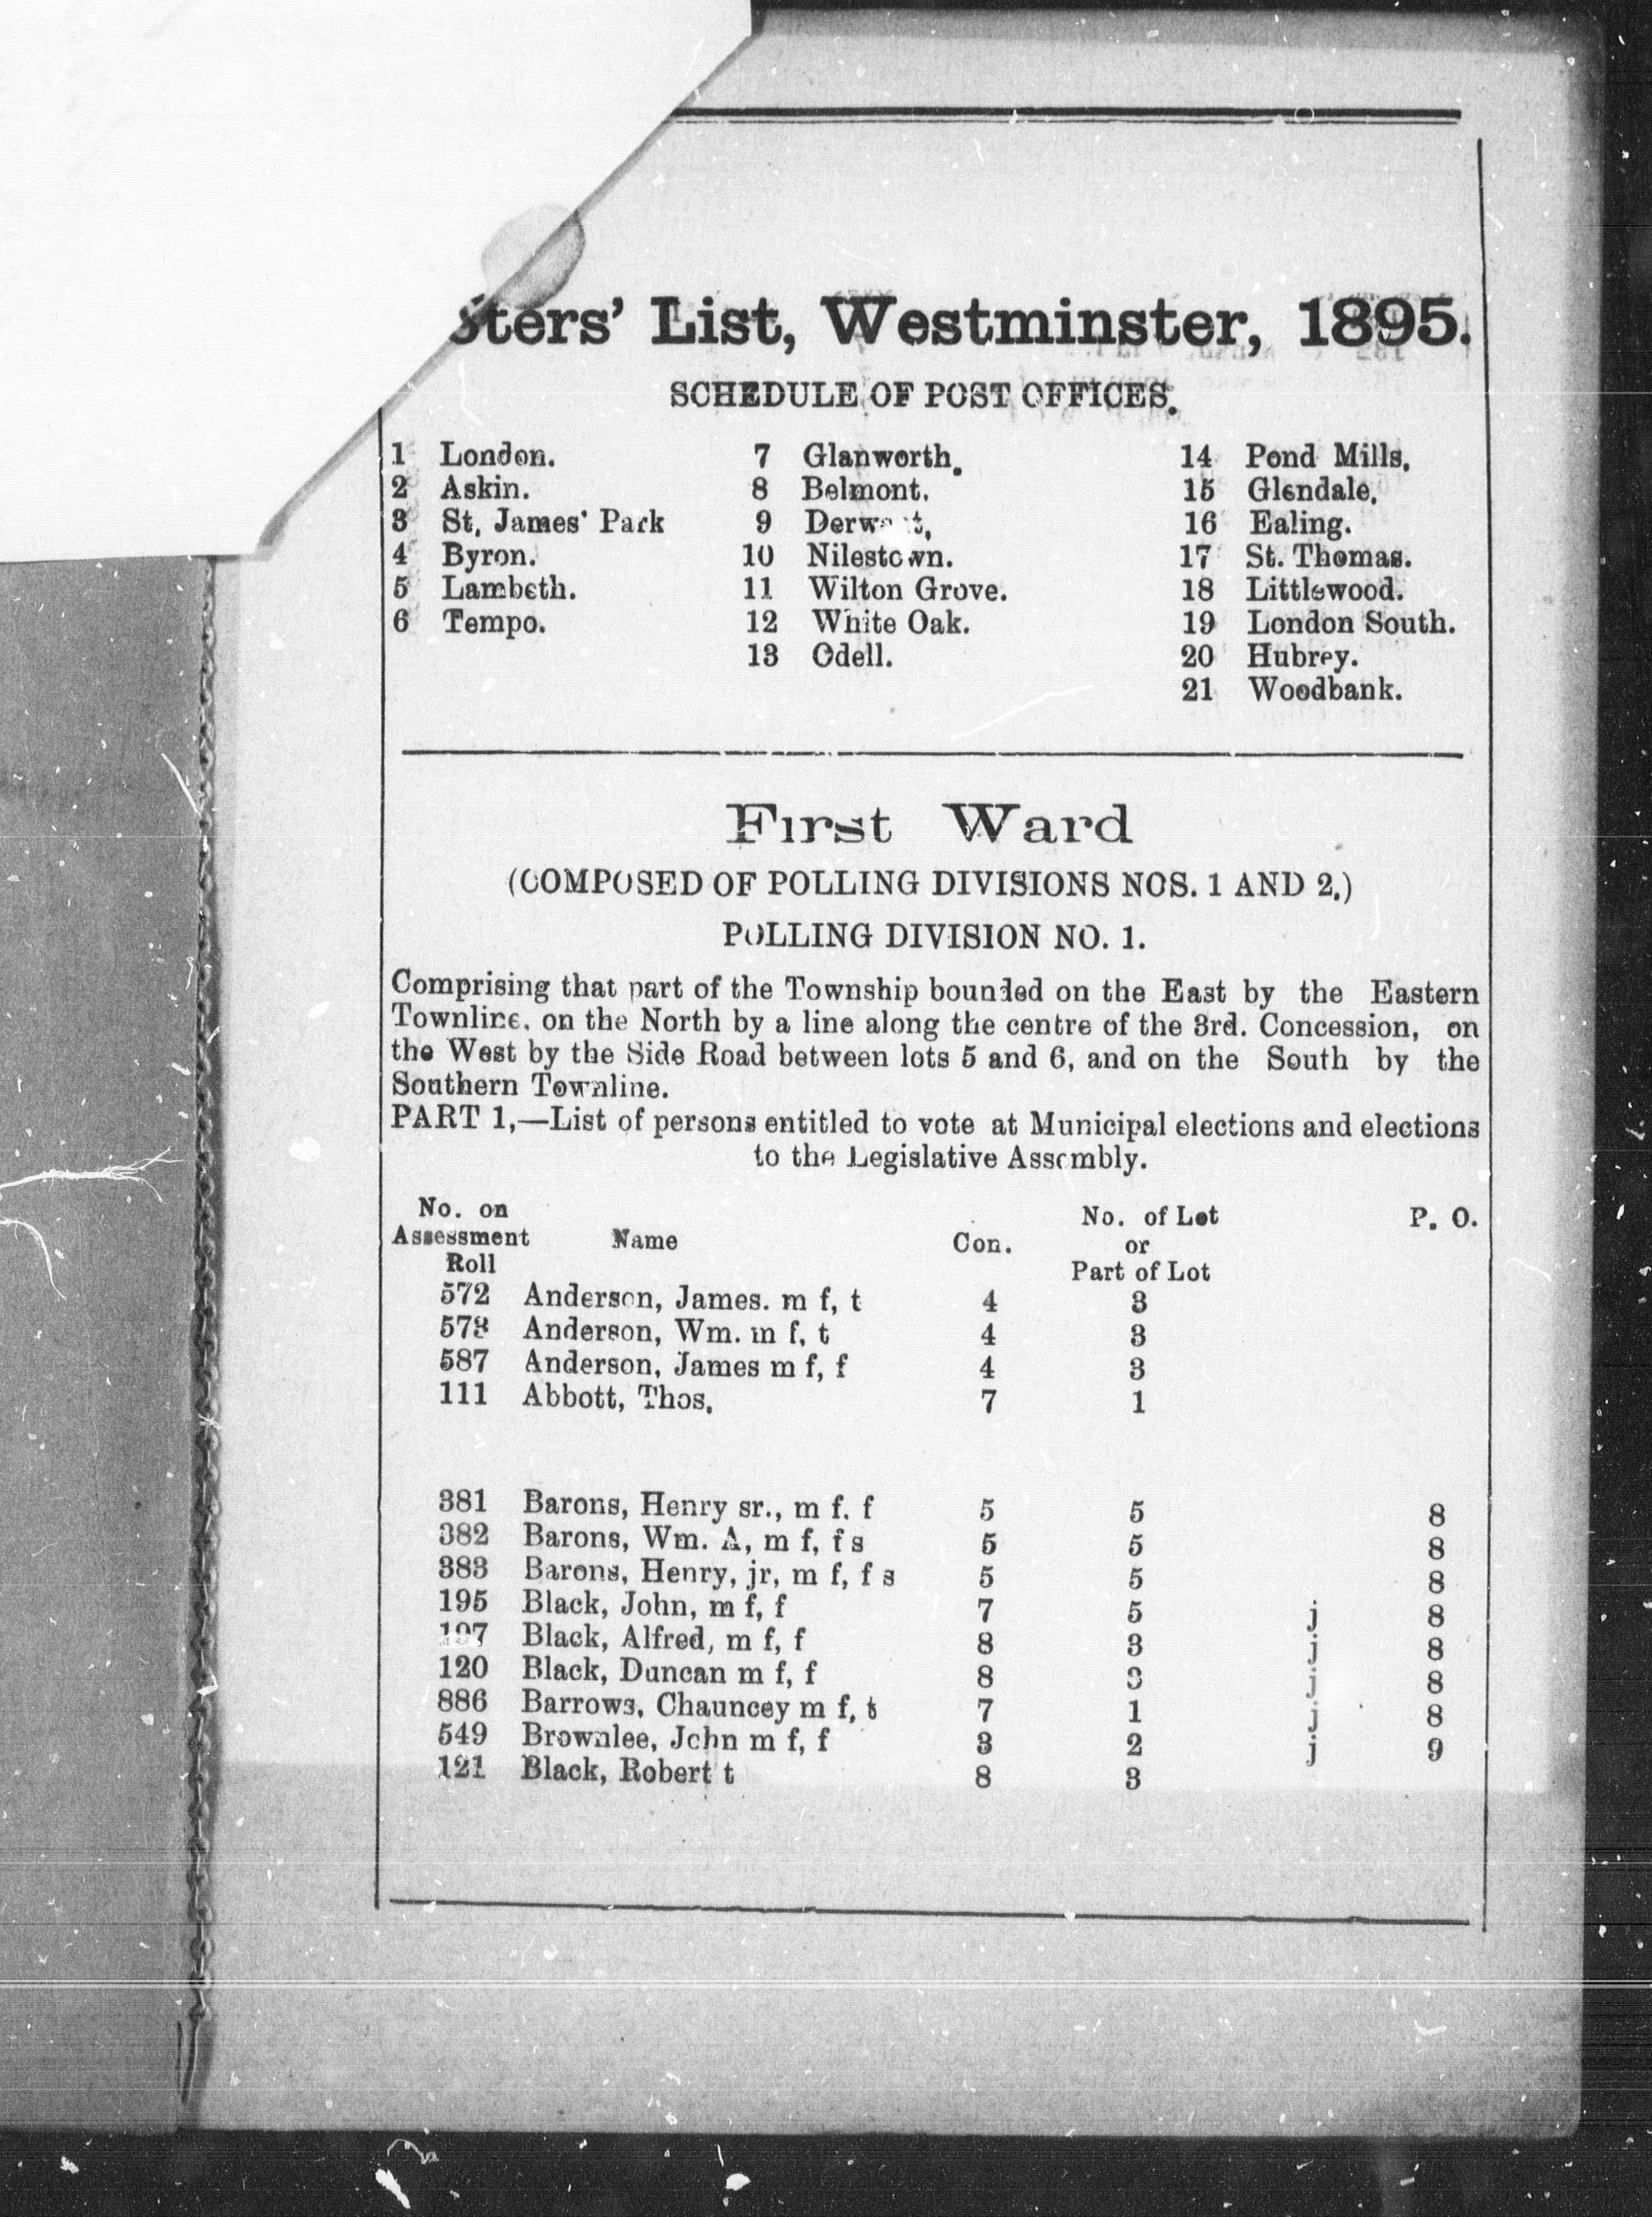 List, Westminster, 1895.
SCHEDULE OF POST OFFICES.
1 London. 7 Glanworth. 14 Pond Mills.
2 Askin. 8 Belmont. 15 Glendale.
3 St. James' Park 9 16 Ealing.
4 Byron. 10 Nilestown. 17 St. Thomas.
5 Lambeth. 11 Wilton Grove. 18 Littlewood.
6 Tempo. 12 White Oak. 19 London South.
13 Odell. 20 Hubrey.
21 Woodbank.
First Ward
(COMPOSED OF POLLING DIVISIONS NOS. 1 AND 2.)
POLLING DIVISION NO. 1.
Comprising that part of the Township bounded on the East by the Eastern
Townline, on the North by a line along the centre of the 3rd. Concession, on
the West by the Side Road between lots 5 and 6, and on the South by the
Southern Townline.
PART 1,—List of persons entitled to vote at Municipal elections and elections
to the Legislative Assembly.
No. on
Assessment
Roll Name Con. No. of Lot
or
Part of Lot P. O.
572 Anderson, James. m f, t 4 3
573 Anderson, Wm. m f, t 4 3
587 Anderson, James m f, f 4 3
111 Abbott, Thos, 7 1
381 Barons, Henry sr., m f. f 5 5 8
382 Barons, Wm. A, m f, f s 5 5 8
383 Barons, Henry, jr, m f, f s 5 5 8
195 Black, John, m f, f 7 5 j 8
Black, Alfred, m f, f 8 3 j 8
120 Black, Duncan m f, f 8 3 j 8
886 Barrows, Chauncey m f, t 7 1 j 8
549 Brownlee, John m f, f 3 2 j 9
121 Black, Robert t 8 3